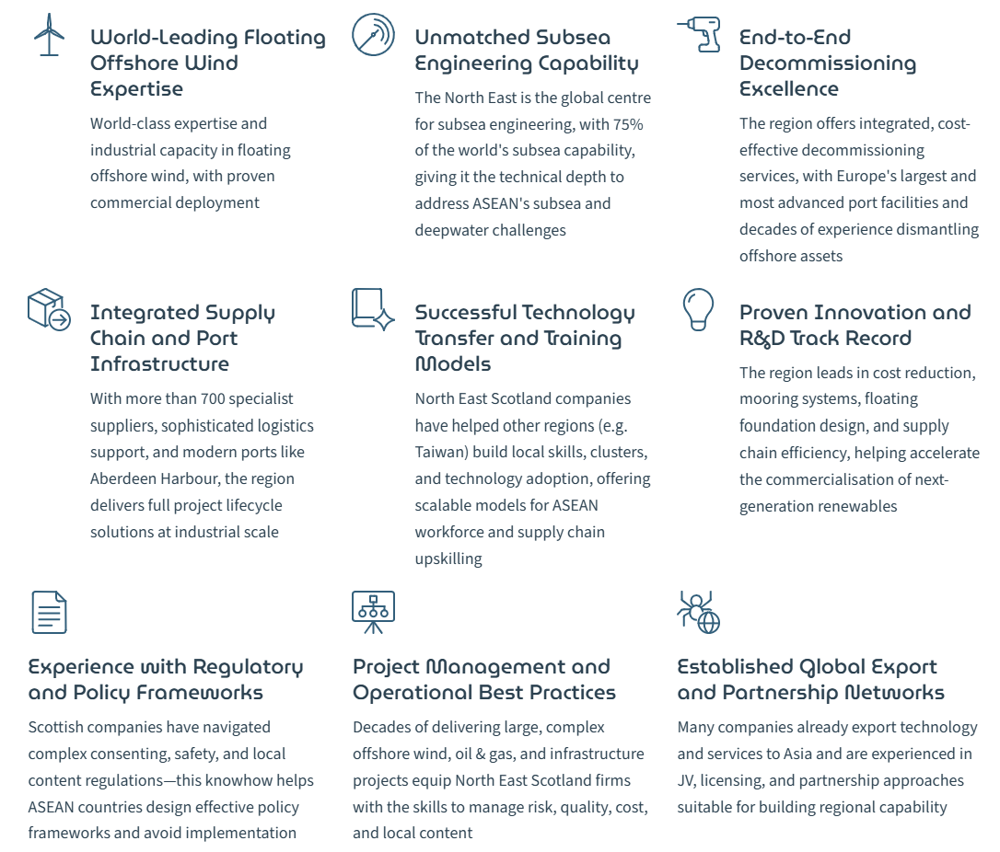 World-Leading Floating
Offshore Wind
Expertise
World-class expertise and
industrial capacity in floating
offshore wind, with proven
commercial deployment
Unmatched Subsea
Engineering Capability
The North East is the global centre
for subsea engineering, with 75%
of the world's subsea capability,
giving it the technical depth to
address ASEAN's subsea and
deepwater challenges
End-to-End
Decommissioning
Excellence
The region offers integrated, cost-
effective decommissioning
services, with Europe's largest and
most advanced port facilities and
decades of experience dismantling
offshore assets
Integrated Supply
Chain and Port
Infrastructure
With more than 700 specialist
suppliers, sophisticated logistics
support, and modern ports like
Aberdeen Harbour, the region
delivers full project lifecycle
solutions at industrial scale
Successful Technology
Transfer and Training
Models
North East Scotland companies
have helped other regions (e.g.
Taiwan) build local skills, clusters,
and technology adoption, offering
scalable models for ASEAN
workforce and supply chain
upskilling
Proven Innovation and
R&D Track Record
The region leads in cost reduction,
mooring systems, floating
foundation design, and supply
chain efficiency, helping accelerate
the commercialisation of next-
generation renewables
Experience with Regulatory
and Policy Frameworks
Scottish companies have navigated
complex consenting, safety, and local
content regulations—this knowhow helps
ASEAN countries design effective policy
frameworks and avoid implementation
Project Management and
Operational Best Practices
Decades of delivering large, complex
offshore wind, oil & gas, and infrastructure
projects equip North East Scotland firms
with the skills to manage risk, quality, cost,
and local content
Established Global Export
and Partnership Networks
Many companies already export technology
and services to Asia and are experienced in
JV, licensing, and partnership approaches
suitable for building regional capability